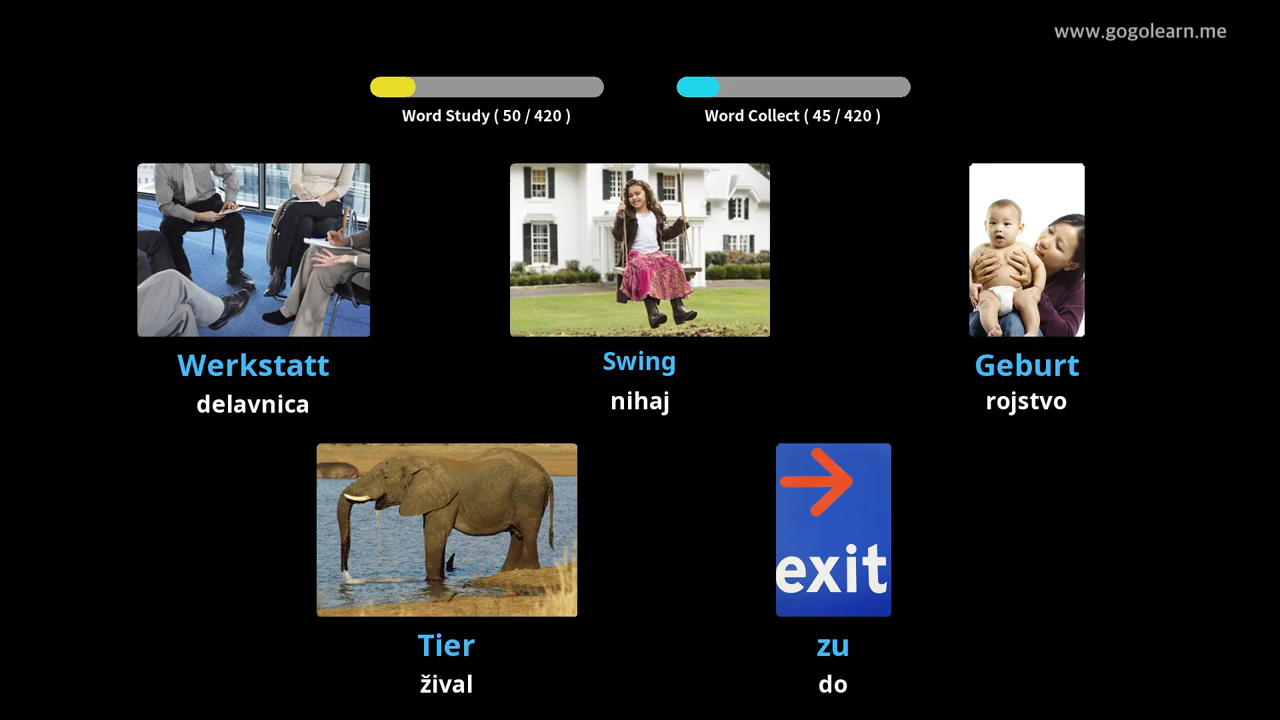 www.gogolearn.me
Word Study ( 50 / 420 )
Word Collect ( 45 / 420 )
Werkstatt
delavnica
Swing
nihaj
Geburt
rojstvo
exit
Tier
žival
zu
do